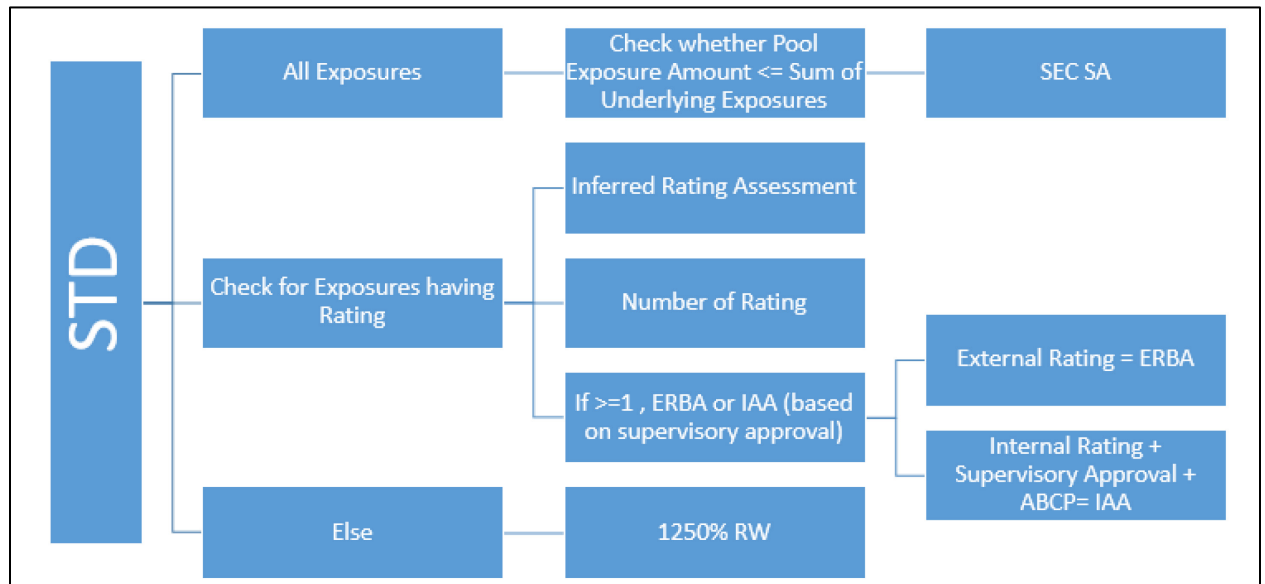 STD
All Exposures
Check whether Pool
Exposure Amount <= Sum of
Underlying Exposures
SEC SA
Check for Exposures having
Rating
Inferred Rating Assessment
Number of Rating
If >=1 , ERBA or IAA (based
on supervisory approval)
External Rating = ERBA
Internal Rating +
Supervisory Approval +
ABCP= IAA
Else
1250% RW